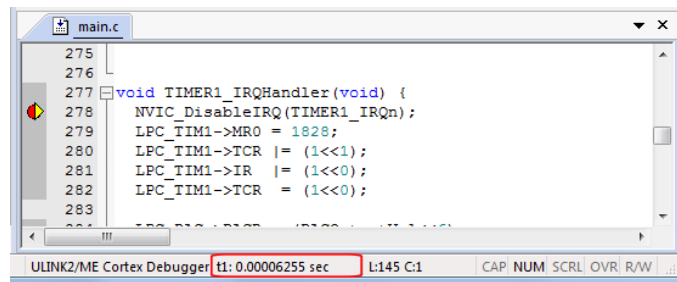 main.c
275
276
277 void TIMER1_IRQHandler(void) {
278 NVIC_DisableIRQ(TIMER1_IRQn);
279 LPC_TIM1->MR0 = 1828;
280 LPC_TIM1->TCR |= (1<<1);
281 LPC_TIM1->IR |= (1<<0);
282 LPC_TIM1->TCR = (1<<0);
283
ULINK2/ME Cortex Debugger t1: 0.00006255 sec L:145 C:1 CAP NUM SCRL OVR R/W